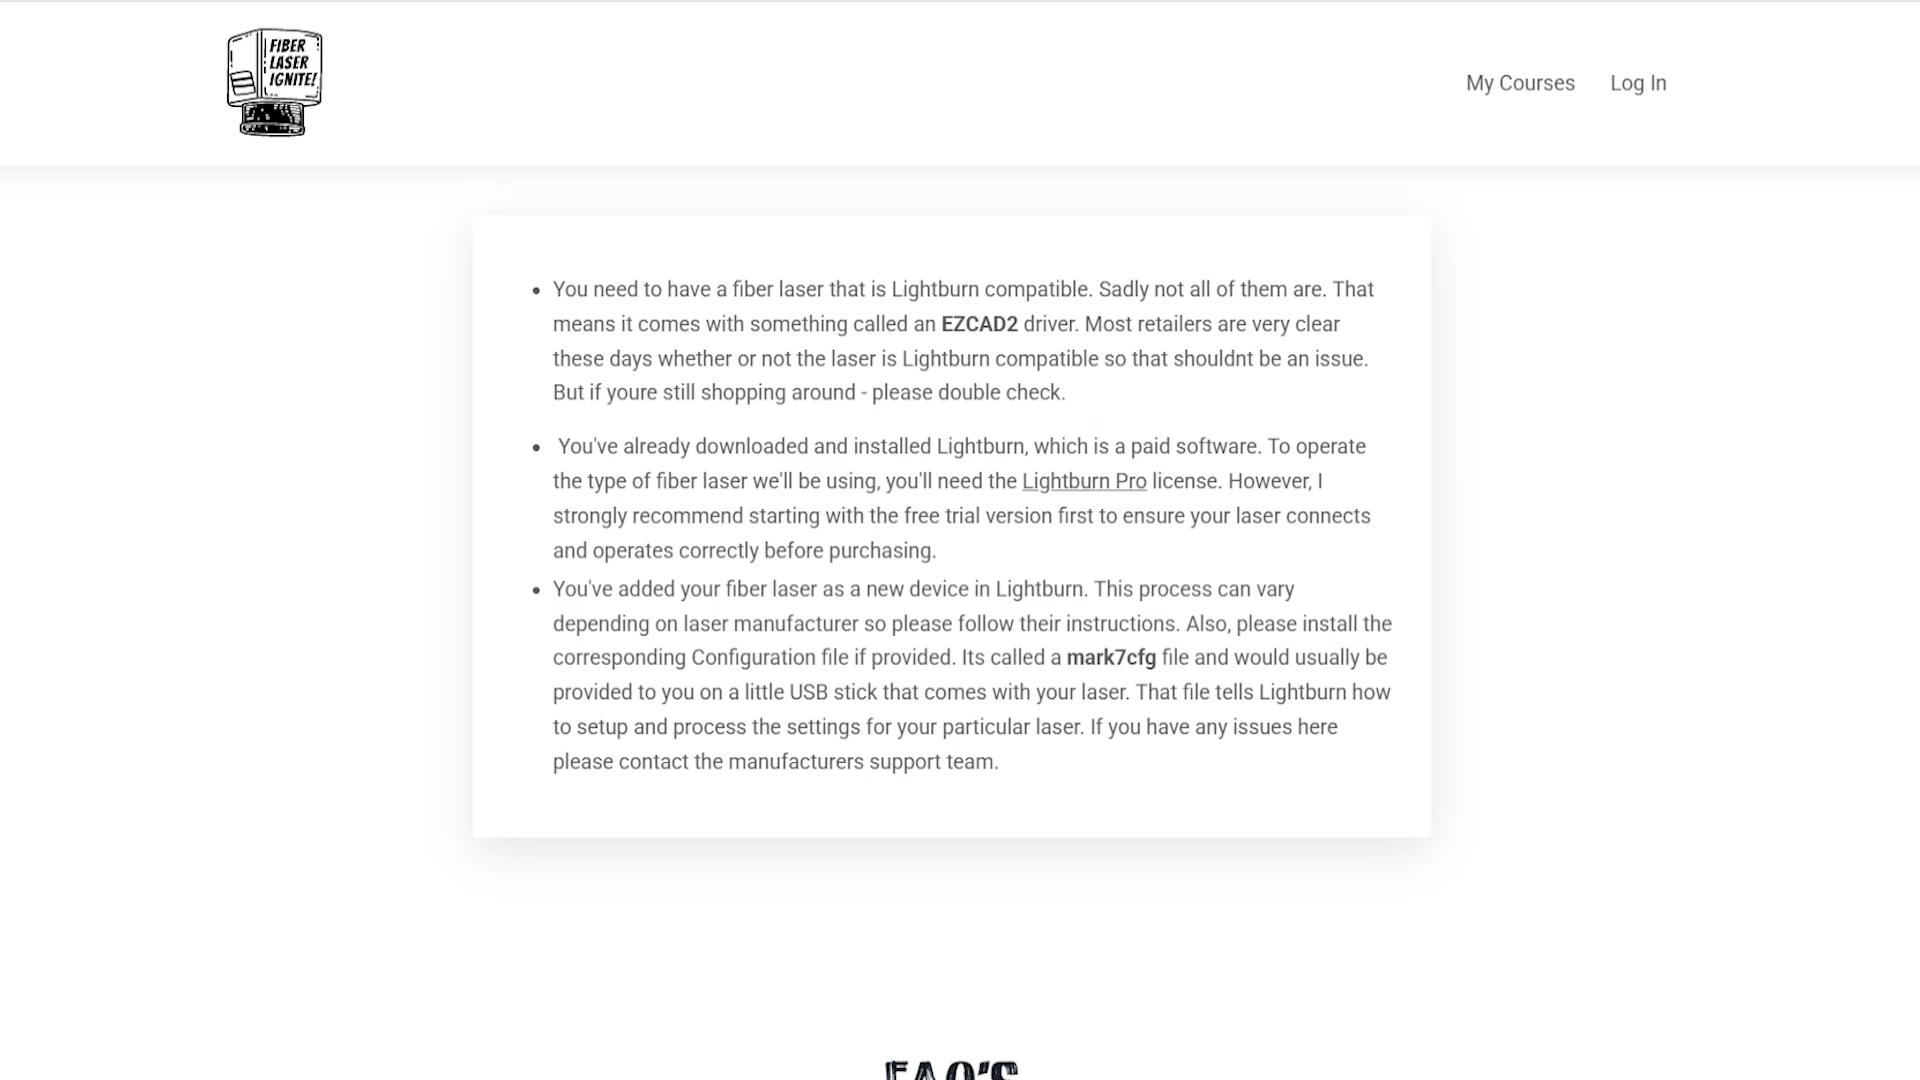 FIBER
LASER
IGNITE!
My Courses
Log In
You need to have a fiber laser that is Lightburn compatible. Sadly not all of them are. That
means it comes with something called an EZCAD2 driver. Most retailers are very clear
these days whether or not the laser is Lightburn compatible so that shouldnt be an issue.
But if youre still shopping around - please double check.
You've already downloaded and installed Lightburn, which is a paid software. To operate
the type of fiber laser we'll be using, you'll need the Lightburn Pro license. However, I
strongly recommend starting with the free trial version first to ensure your laser connects
and operates correctly before purchasing.
You've added your fiber laser as a new device in Lightburn. This process can vary
depending on laser manufacturer so please follow their instructions. Also, please install the
corresponding Configuration file if provided. Its called a mark7cfg file and would usually be
provided to you on a little USB stick that comes with your laser. That file tells Lightburn how
to setup and process the settings for your particular laser. If you have any issues here
please contact the manufacturers support team.
FAQ'S